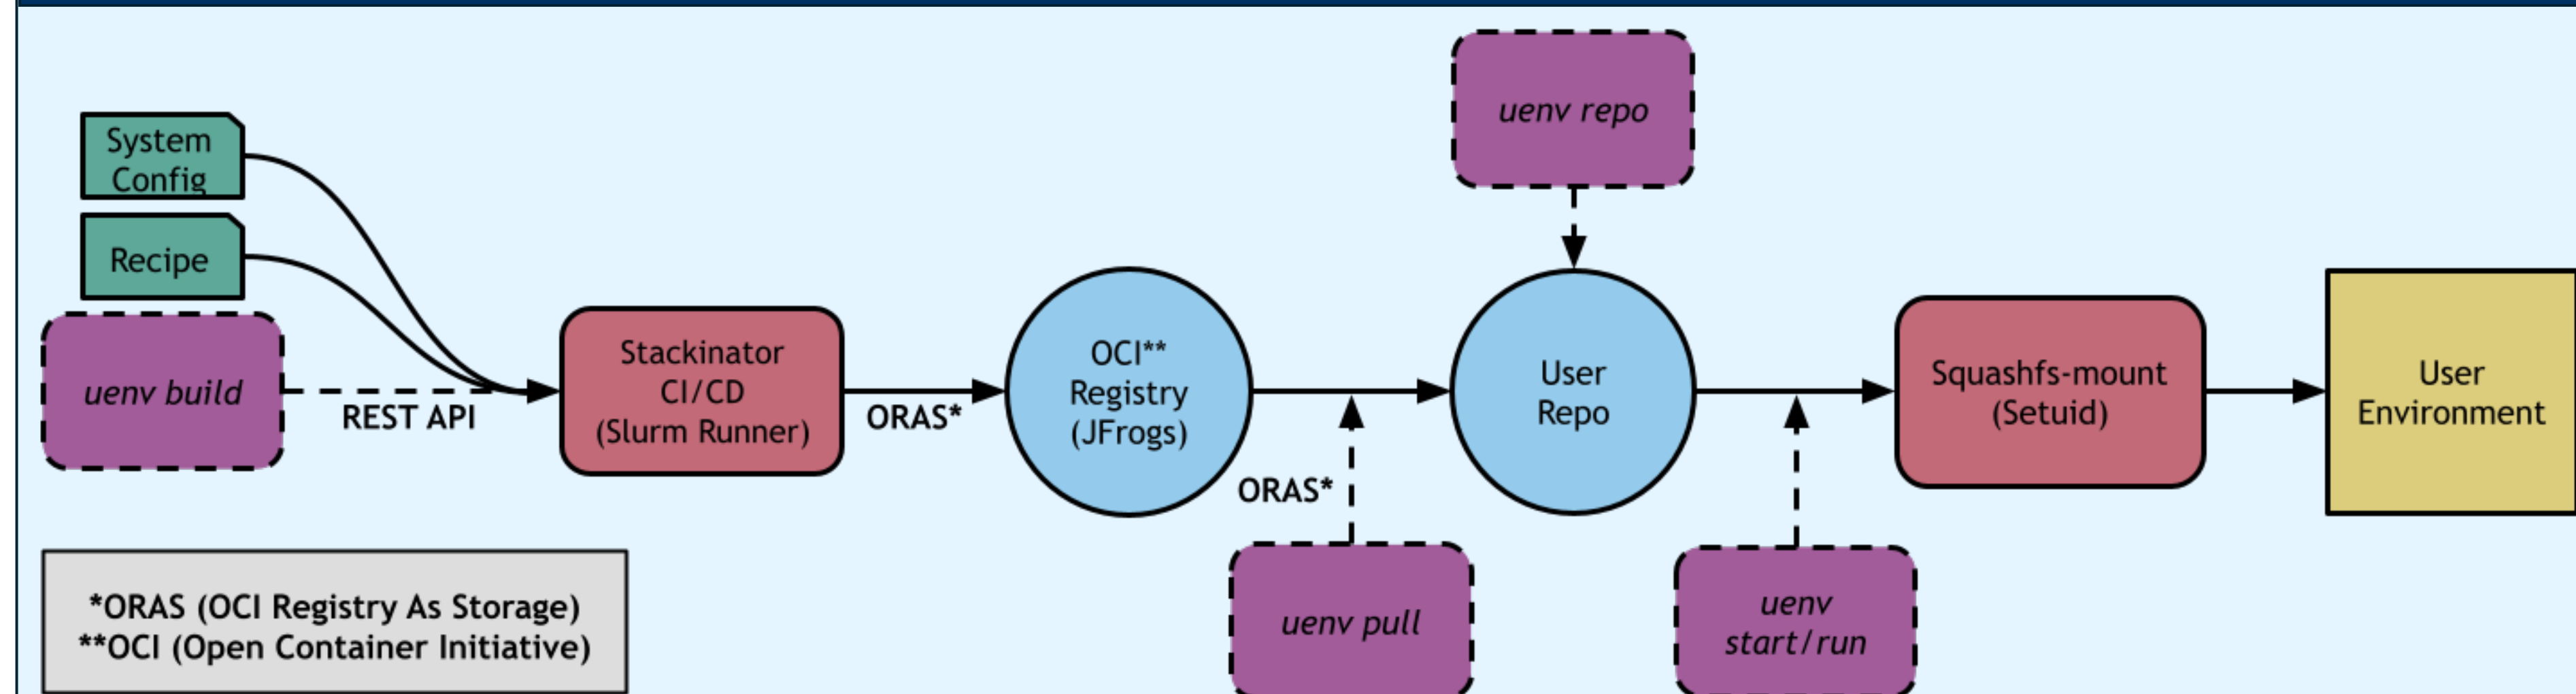 uenv repo
System
Config
Recipe
uenv build
REST API
Stackinator
CI/CD
(Slurm Runner)
ORAS*
OCI**
Registry
(JFrogs)
ORAS*
uenv pull
User
Repo
uenv
start/run
Squashfs-mount
(Setuid)
User
Environment
*ORAS (OCI Registry As Storage)
**OCI (Open Container Initiative)